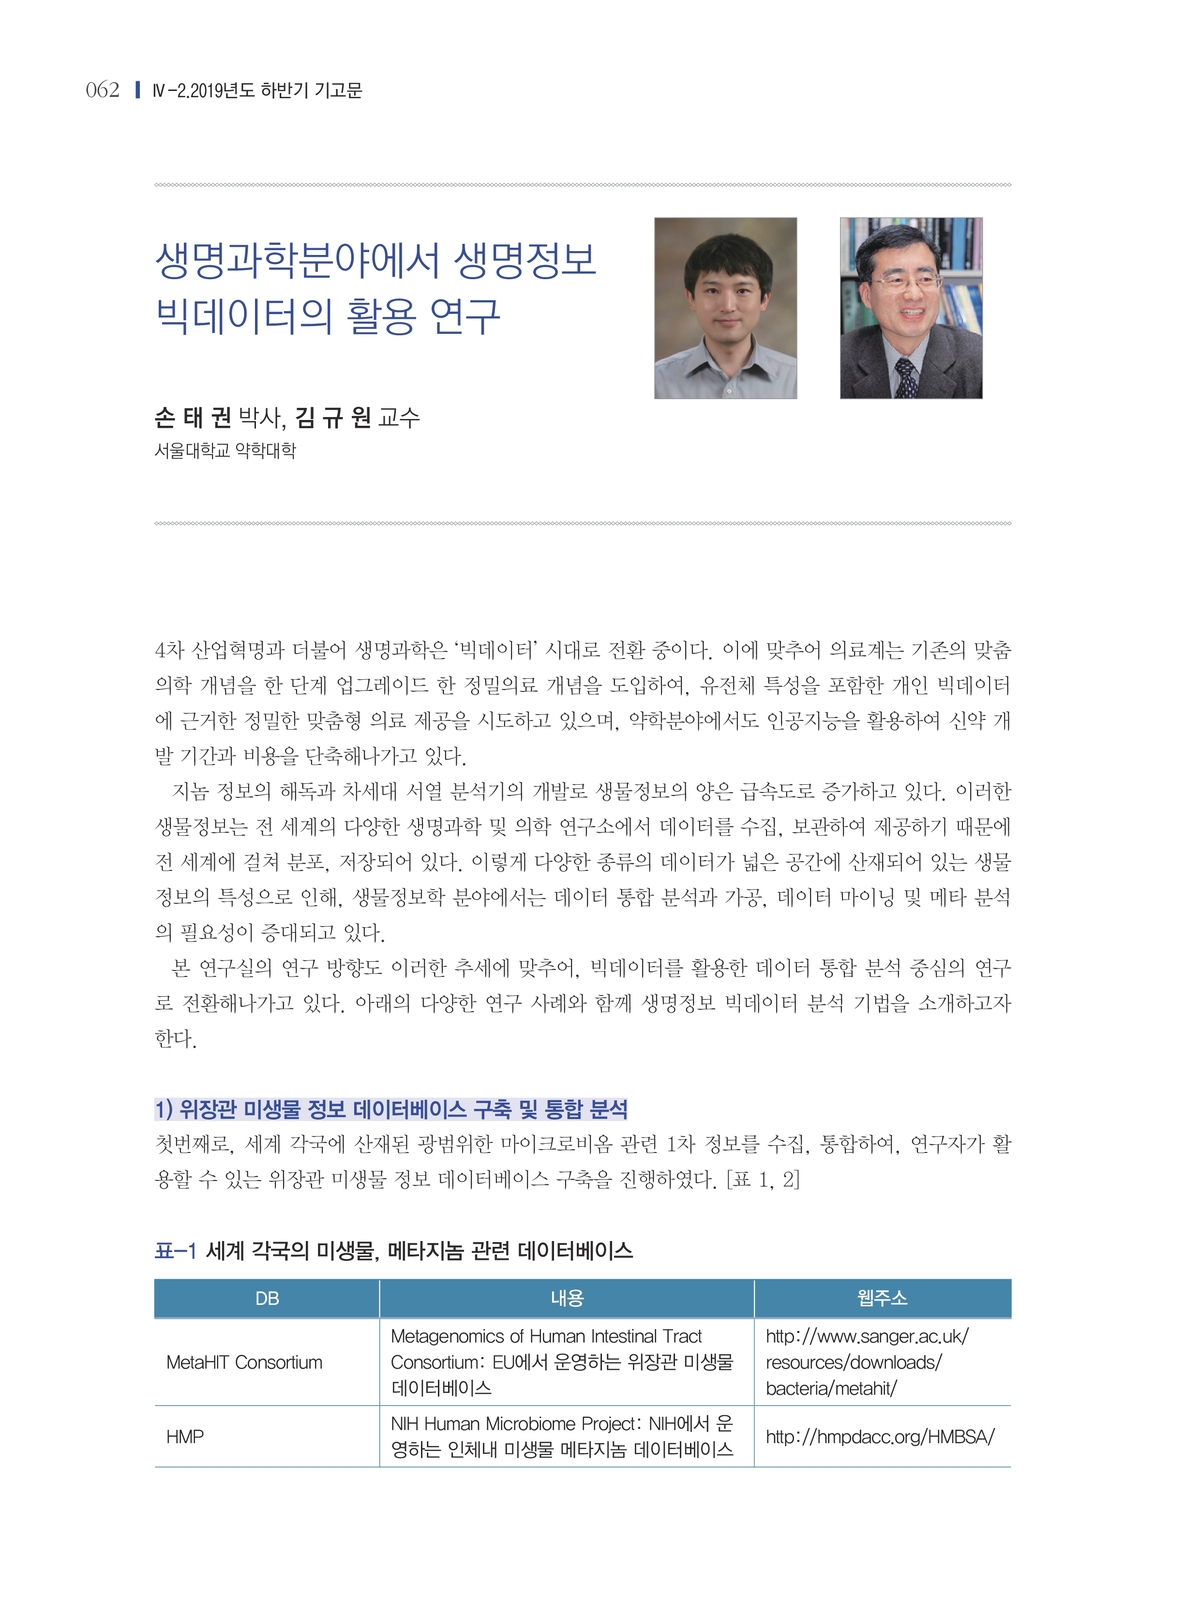 062 Ⅳ-2.2019년도 하반기 기고문
생명과학분야에서 생명정보
빅데이터의 활용 연구
손 태 권 박사, 김 규 원 교수
서울대학교 약학대학
4차 산업혁명과 더불어 생명과학은 ‘빅데이터’ 시대로 전환 중이다. 이에 맞추어 의료계는 기존의 맞춤
의학 개념을 한 단계 업그레이드 한 정밀의료 개념을 도입하여, 유전체 특성을 포함한 개인 빅데이터
에 근거한 정밀한 맞춤형 의료 제공을 시도하고 있으며, 약학분야에서도 인공지능을 활용하여 신약 개
발 기간과 비용을 단축해나가고 있다.
지놈 정보의 해독과 차세대 서열 분석기의 개발로 생물정보의 양은 급속도로 증가하고 있다. 이러한
생물정보는 전 세계의 다양한 생명과학 및 의학 연구소에서 데이터를 수집, 보관하여 제공하기 때문에
전 세계에 걸쳐 분포, 저장되어 있다. 이렇게 다양한 종류의 데이터가 넓은 공간에 산재되어 있는 생물
정보의 특성으로 인해, 생물정보학 분야에서는 데이터 통합 분석과 가공, 데이터 마이닝 및 메타 분석
의 필요성이 증대되고 있다.
본 연구실의 연구 방향도 이러한 추세에 맞추어, 빅데이터를 활용한 데이터 통합 분석 중심의 연구
로 전환해나가고 있다. 아래의 다양한 연구 사례와 함께 생명정보 빅데이터 분석 기법을 소개하고자
한다.
1) 위장관 미생물 정보 데이터베이스 구축 및 통합 분석
첫번째로, 세계 각국에 산재된 광범위한 마이크로비옴 관련 1차 정보를 수집, 통합하여, 연구자가 활
용할 수 있는 위장관 미생물 정보 데이터베이스 구축을 진행하였다. [표 1, 2]
표-1 세계 각국의 미생물, 메타지놈 관련 데이터베이스
DB 내용 웹주소
MetaHIT Consortium
Metagenomics of Human Intestinal Tract
Consortium: EU에서 운영하는 위장관 미생물
데이터베이스
http://www.sanger.ac.uk/
resources/downloads/
bacteria/metahit/
HMP
NIH Human Microbiome Project: NIH에서 운
영하는 인체내 미생물 메타지놈 데이터베이스
http://hmpdacc.org/HMBSA/